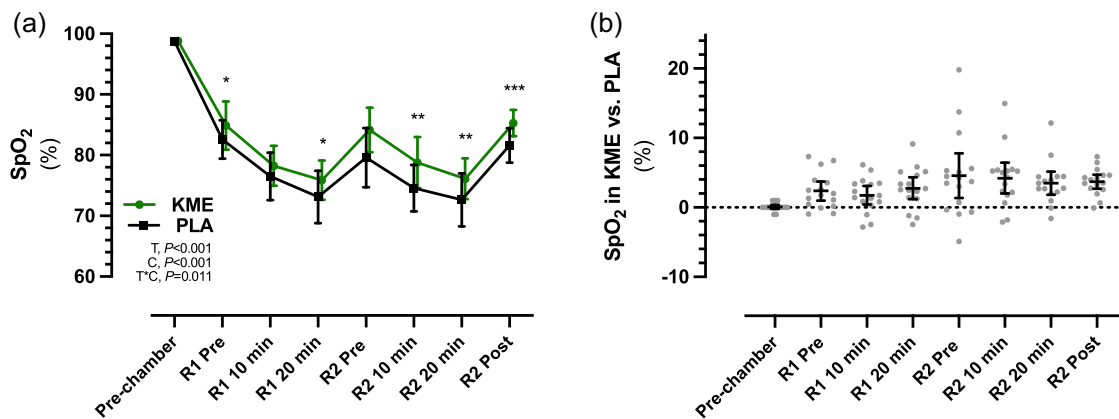 (a)
SpO2
(%)
100
90
80
70
60
*
*
**
**
***
KME
PLA
T, P<0.001
C, P<0.001
T*C, P=0.011
Pre-chamber
R1 Pre
R1 10 min
R1 20 min
R2 Pre
R2 10 min
R2 20 min
R2 Post
(b)
SpO2 in KME vs. PLA
(%)
20
10
0
-10
Pre-chamber
R1 Pre
R1 10 min
R1 20 min
R2 Pre
R2 10 min
R2 20 min
R2 Post